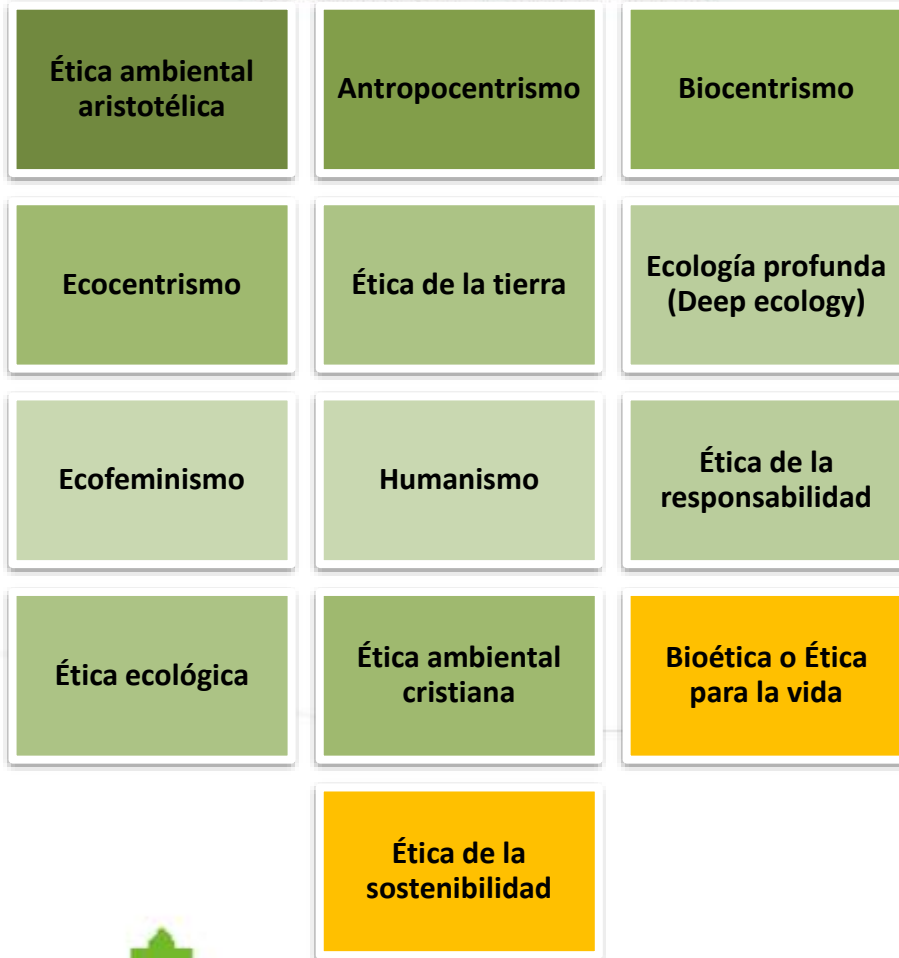 Ética ambiental
aristotélica
Antropocentrismo
Biocentrismo
Ecocentrismo
Ética de la tierra
Ecología profunda
(Deep ecology)
Ecofeminismo
Humanismo
Ética de la
responsabilidad
Ética ecológica
Ética ambiental
cristiana
Bioética o Ética
para la vida
Ética de la
sostenibilidad